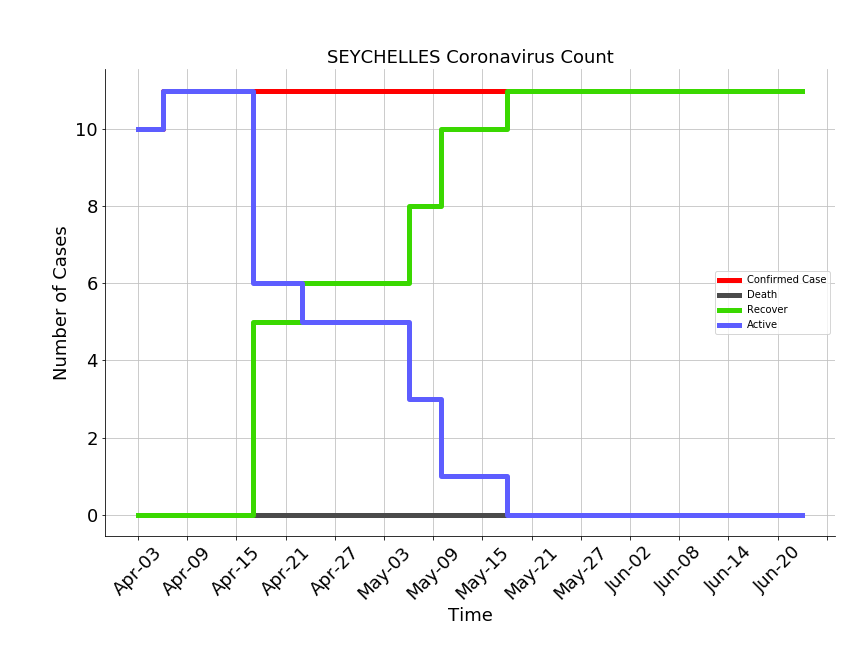 SEYCHELLES Coronavirus Count
Number of Cases
10
8
6
4
2
0
Confirmed Case
Death
Recover
Active
Apr-03
Apr-09
Apr-15
Apr-21
Apr-27
May-03
May-09
May-15
May-21
May-27
Jun-02
Jun-08
Jun-14
Jun-20
Time